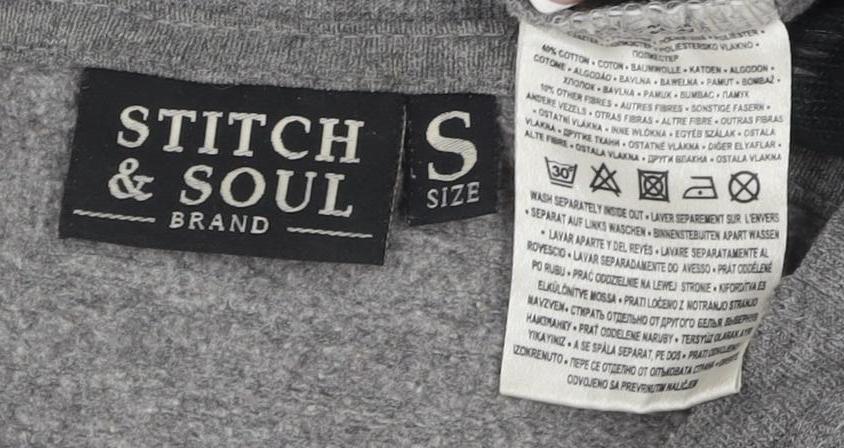 STITCH
& SOUL
BRAND
S
SIZE
POLIESTERSKO VLAKNO •
ПОЛИЕСТЕР
40% COTTON • COTON • BAUMWOLLE • KATOEN • ALGODON •
COTONE • ALGODÃO • BAVLNA • BAWEŁNA • PAMUT • BOMBAŽ •
ХЛОПОК • BAVLNA • PAMUK • BUMBAC • ПАМУК
10% OTHER FIBRES • AUTRES FIBRES • SONSTIGE FASERN •
ANDERE VEZELS • OTRAS FIBRAS • ALTRE FIBRE • OUTRAS FIBRAS
• OSTATNÍ VLAKNA • INNE WŁÓKNA • EGYÉB SZÁLAK • OSTALA
VLAKNA • ДРУГИЕ ТКАНИ • OSTATNÉ VLÁKNA • DIĞER ELYAFLAR •
ALTE FIBRE • OSTALA VLAKNA • ДРУГИ ВЛАКНА • OSTALA VLAKNA
30°
WASH SEPARATELY INSIDE OUT • LAVER SEPAREMENT SUR L'ENVERS
• SEPARAT AUF LINKS WASCHEN • BINNENSTEBUITEN APART WASSEN
• LAVAR APARTE Y DEL REVÉS • LAVARE SEPARATAMENTE AL
ROVESCIO • LAVAR SEPARADAMENTE DO AVESSO • PRÁT ODDĚLENĚ
PO RUBU • PRAĆ ODDZIELNIE NA LEWEJ STRONIE • KIFORDÍTVA ÉS
ELKÜLÖNÍTVE MOSSA • PRATI LOČENO Z NOTRANJO STRANJO
NAVZVEN • СТИРАТЬ ОТДЕЛЬНО ОТ ДРУГОГО БЕЛЬЯ
НАИЗНАНКУ • PRAŤ ODDELENE NARUBY • TERSYÜZ OLARAK AYRI
YIKAYINIZ • A SE SPĂLA SEPARAT, PE DOS • PRATI
IZOKRENUTO • ПЕРЕ СЕ ОТДЕЛНО ОТ ОПЪКОВАТА СТРАНА •
ODVOJENO SA PREVRNUTIM NALIČJEM